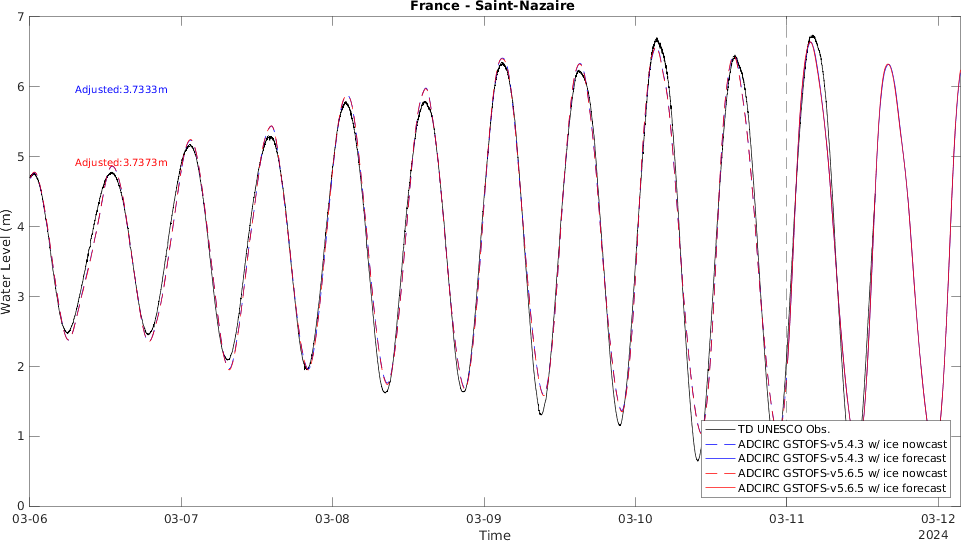 France - Saint-Nazaire
7
6
5
4
3
2
1
0
Water Level (m)
Adjusted:3.7333m
Adjusted:3.7373m
TD UNESCO Obs.
ADCIRC GSTOFS-v5.4.3 w/ ice nowcast
ADCIRC GSTOFS-v5.4.3 w/ ice forecast
ADCIRC GSTOFS-v5.6.5 w/ ice nowcast
ADCIRC GSTOFS-v5.6.5 w/ ice forecast
03-06 03-07 03-08 03-09 03-10 03-11 03-12
Time
2024